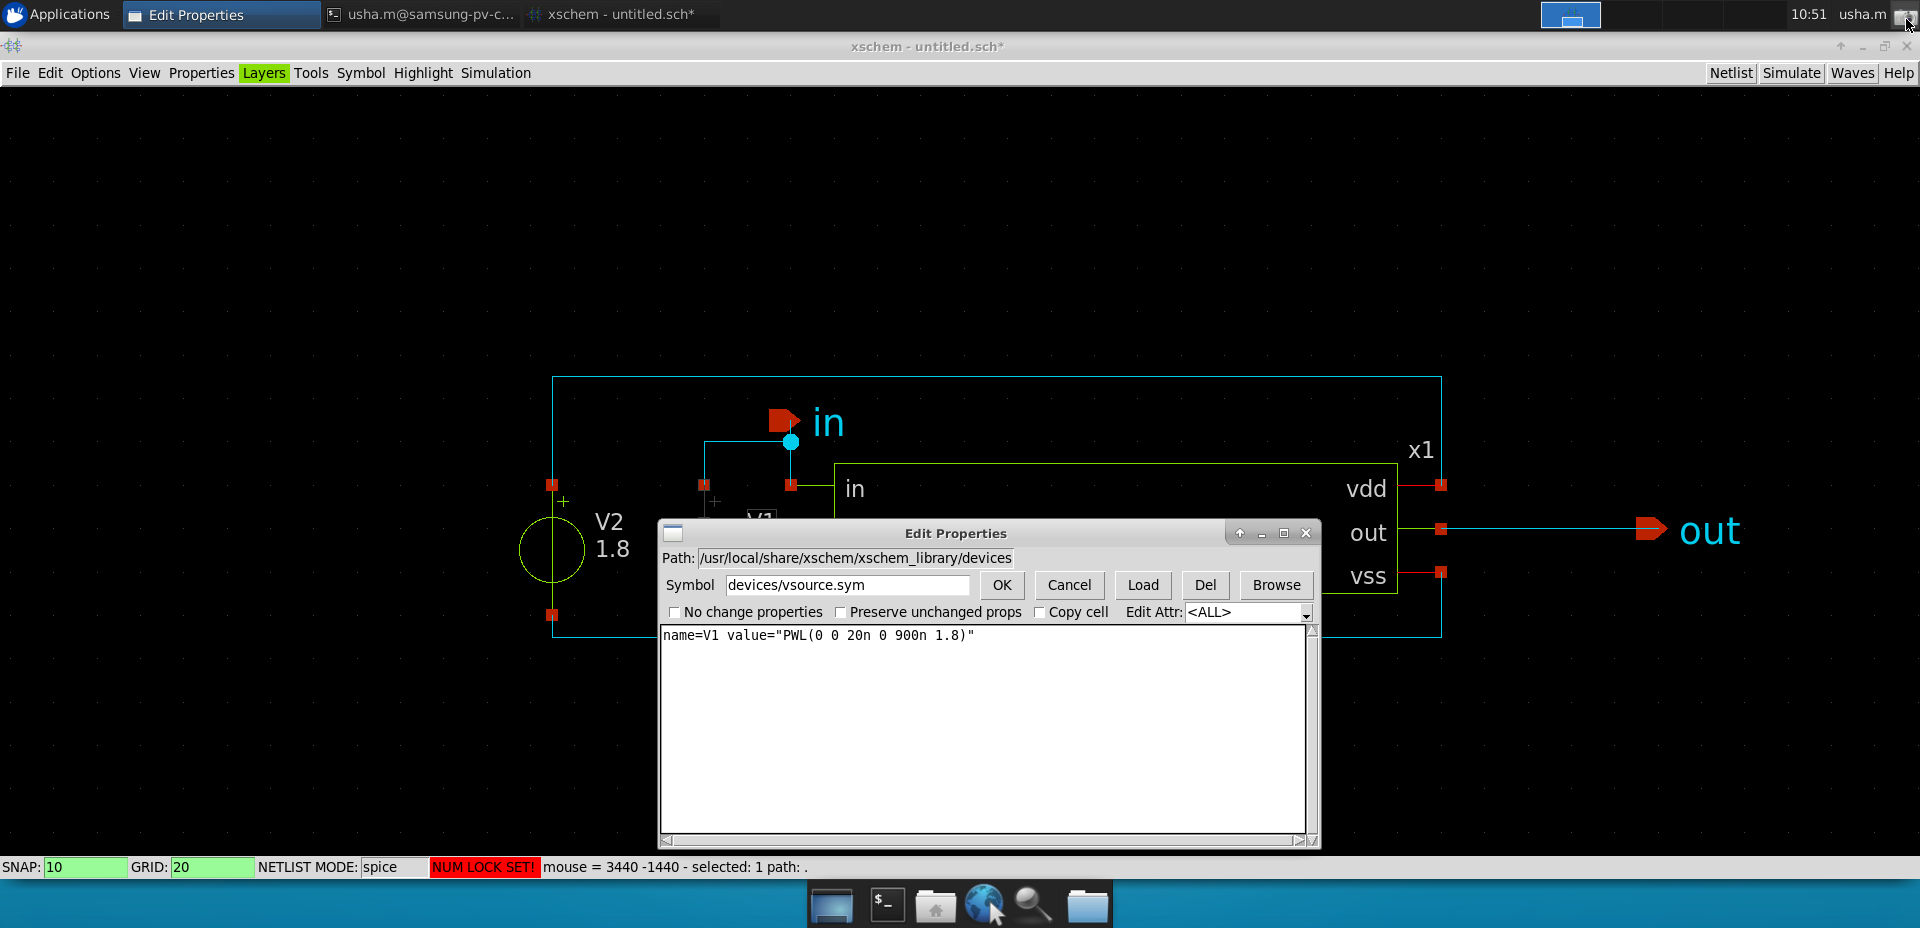 Applications
Edit Properties
usha.m@samsung-pv-c...
xschem - untitled.sch*
10:51
usha.m
xschem - untitled.sch*
File Edit Options View Properties Layers Tools Symbol Highlight Simulation
Netlist Simulate Waves Help
in
x1
in
vdd
V2
1.8
V1
out
out
vss
Edit Properties
Path: /usr/local/share/xschem/xschem_library/devices
Symbol devices/vsource.sym OK Cancel Load Del Browse
No change properties Preserve unchanged props Copy cell Edit Attr: <ALL>
name=V1 value="PWL(0 0 20n 0 900n 1.8)"
SNAP: 10 GRID: 20 NETLIST MODE: spice NUM LOCK SET! mouse = 3440 -1440 - selected: 1 path: .
$_